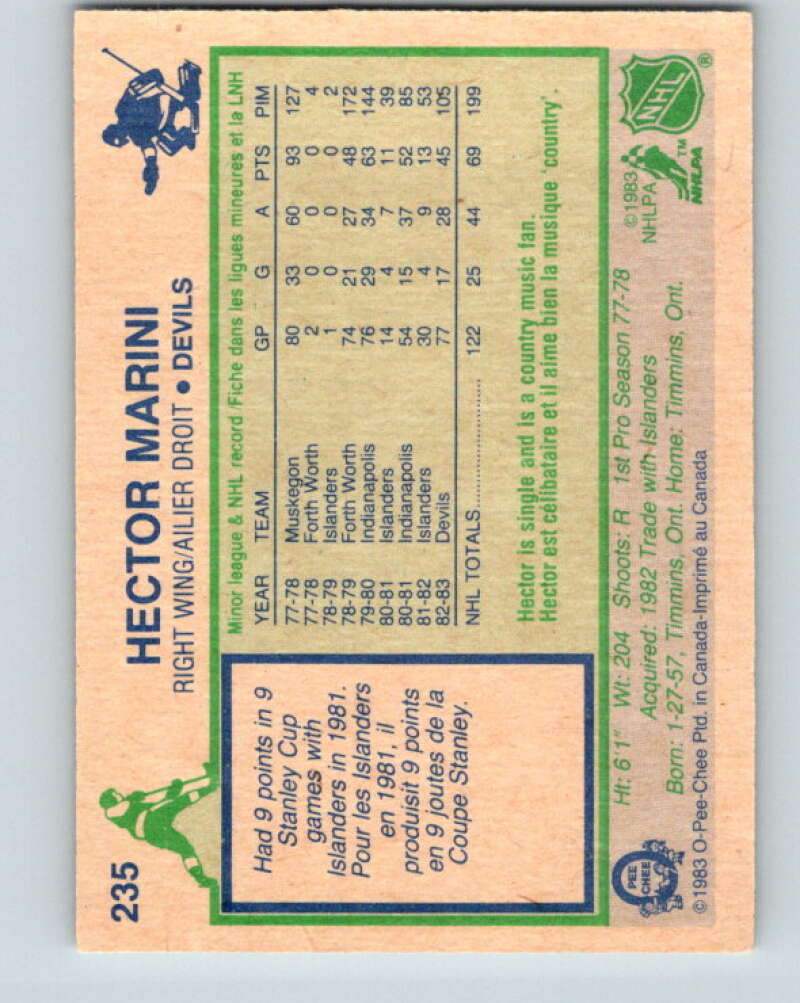 235
HECTOR MARINI
RIGHT WING/AILIER DROIT • DEVILS
Had 9 points in 9
Stanley Cup
games with
Islanders in 1981.
Pour les Islanders
en 1981, il
produisit 9 points
en 9 joutes de la
Coupe Stanley.
Minor league & NHL record/Fiche dans les ligues mineures et la LNH
YEAR TEAM GP G A PTS PIM
77-78 Muskegon 80 33 60 93 127
77-78 Forth Worth 2 0 0 0 4
78-79 Islanders 1 0 0 0 2
78-79 Forth Worth 74 21 27 48 172
79-80 Indianapolis 76 29 34 63 144
80-81 Islanders 14 4 7 11 39
80-81 Indianapolis 54 15 37 52 85
81-82 Islanders 30 4 9 13 53
82-83 Devils 77 17 28 45 105
NHL TOTALS.................... 122 25 44 69 199
Hector is single and is a country music fan.
Hector est célibataire et il aime bien la musique 'country'.
Ht: 6'1" Wt: 204 Shoots: R 1st Pro Season 77-78
Acquired: 1982 Trade with Islanders
Born: 1-27-57, Timmins, Ont. Home: Timmins, Ont.
© 1983 O-Pee-Chee Ptd. in Canada-Imprimé au Canada
O
PEE
CHEE
© 1983
NHLPA
NHLPA
TM
NHL
®